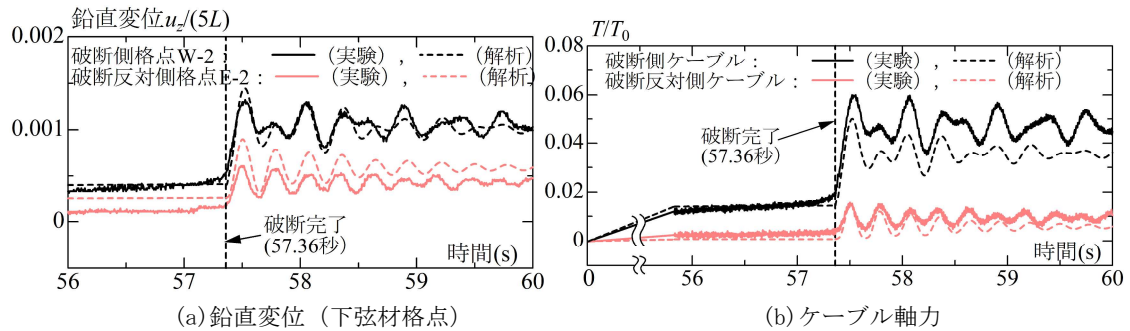 鉛直変位u_z/(5L)
0.002
破断側格点W-2 : (実験) , (解析)
破断反対側格点E-2 : (実験) , (解析)
0.001
0
破断完了
(57.36秒)
時間(s)
56 57 58 59 60
(a)鉛直変位（下弦材格点）
T/T_0
0.08
破断側ケーブル : (実験) , (解析)
破断反対側ケーブル : (実験) , (解析)
0.06
0.04
破断完了
(57.36秒)
0.02
0
時間(s)
0 56 57 58 59 60
(b)ケーブル軸力